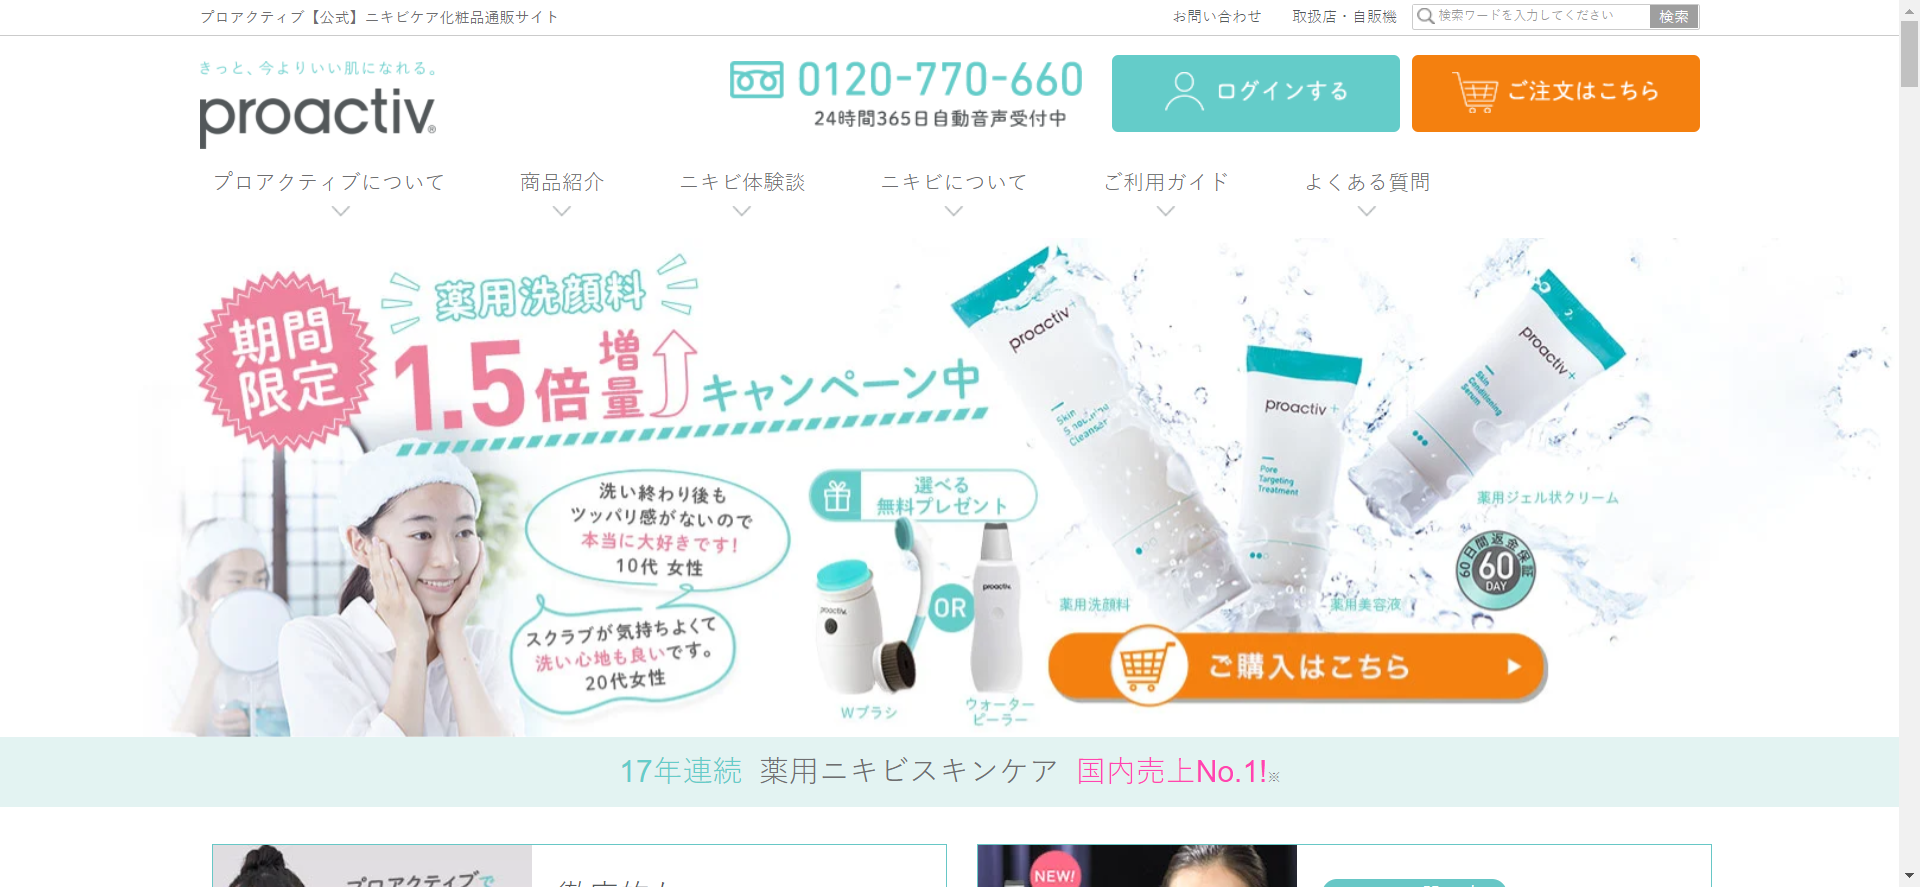 プロアクティブ【公式】ニキビケア化粧品通販サイト
お問い合わせ
取扱店・自販機
検索ワードを入力してください
検索
きっと、今よりいい肌になれる。
proactiv®
0120-770-660
24時間365日自動音声受付中
ログインする
ご注文はこちら
プロアクティブについて
商品紹介
ニキビ体験談
ニキビについて
ご利用ガイド
よくある質問
期間
限定
薬用洗顔料
1.5倍増量
キャンペーン中
洗い終わり後も
ツッパリ感がないので
本当に大好きです!
10代 女性
スクラブが気持ちよくて
洗い心地も良いです。
20代女性
選べる
無料プレゼント
proactiv.
OR
proactiv.
Wブラシ
ウォーター
ピーラー
proactiv+
Skin
Smoothing
Cleanser
proactiv+
Pore
Targeting
Treatment
proactiv+
Skin
Conditioning
Serum
薬用洗顔料
薬用美容液
薬用ジェル状クリーム
60日間返金保証
60
DAY
ご購入はこちら
17年連続 薬用ニキビスキンケア 国内売上No.1!※
プロアクティブで
NEW!